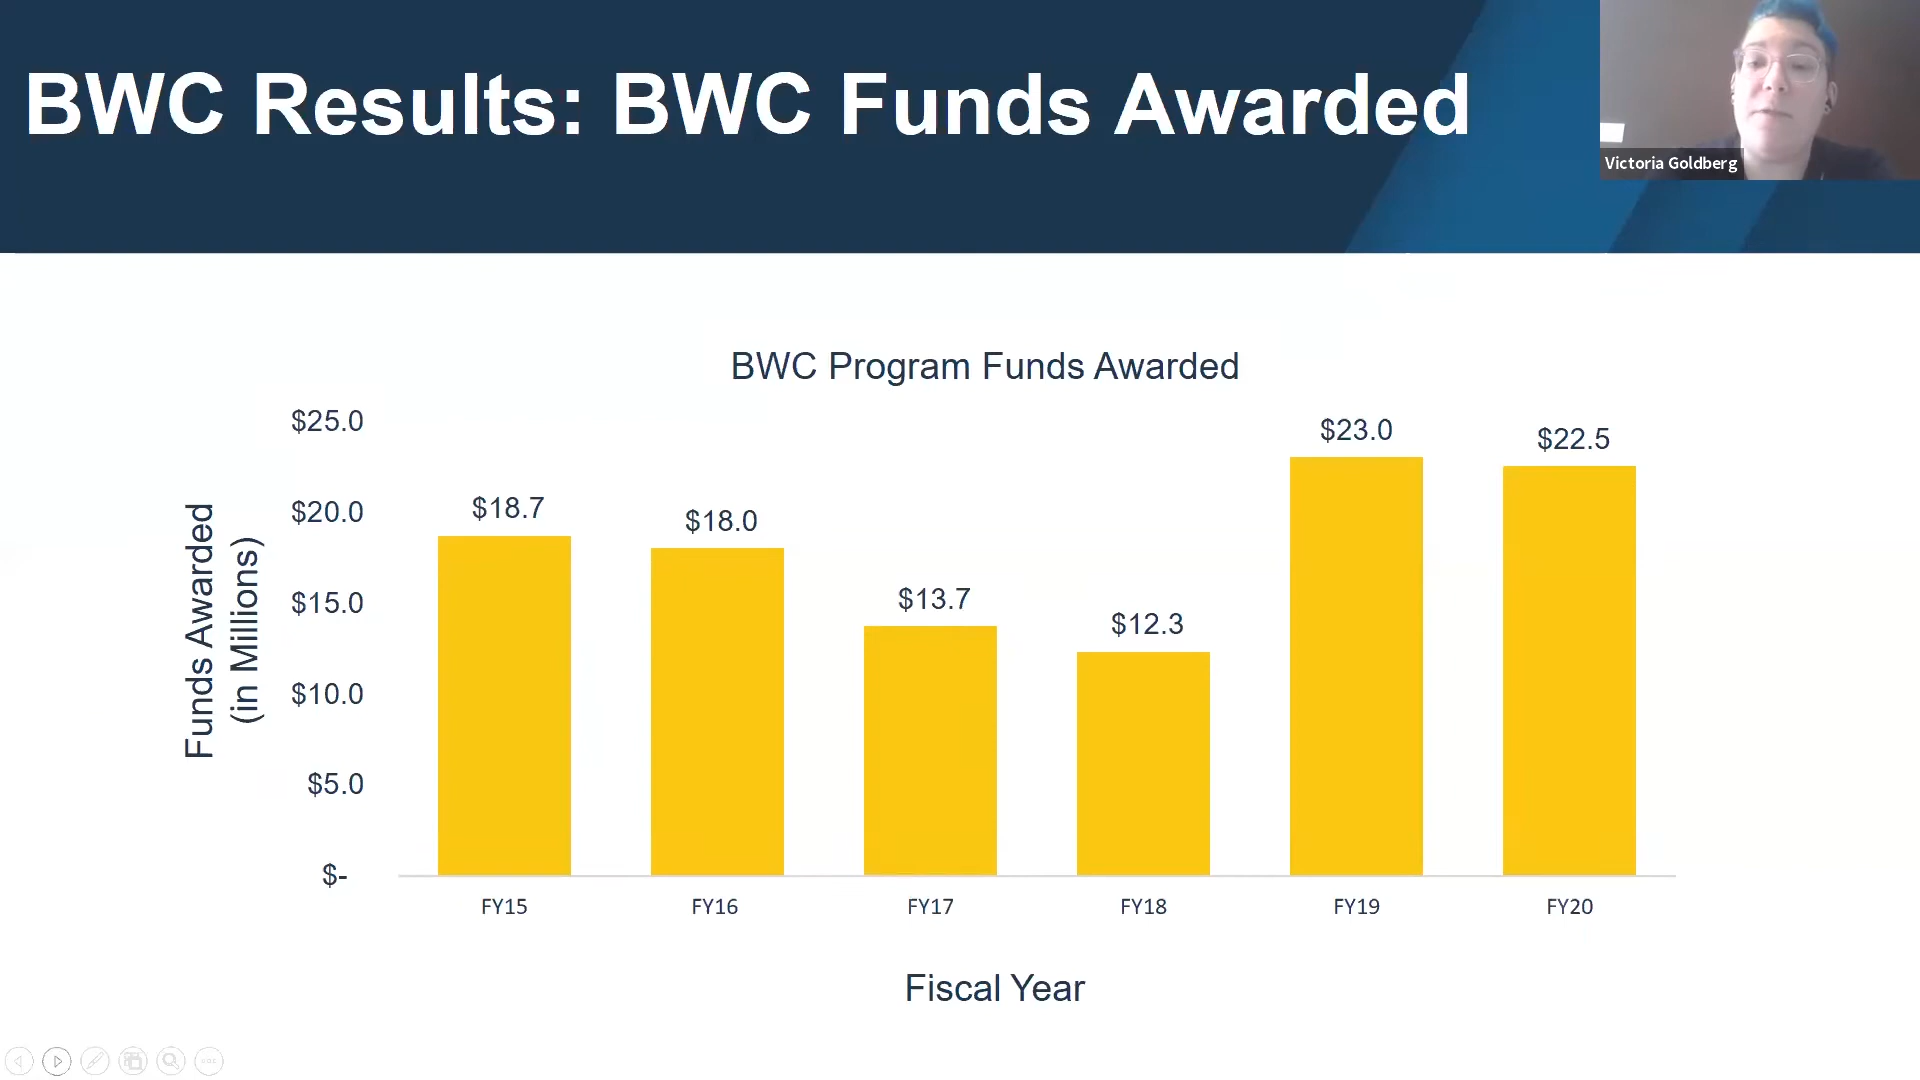 BWC Results: BWC Funds Awarded
Victoria Goldberg
BWC Program Funds Awarded
Funds Awarded
(in Millions)
$25.0
$20.0
$15.0
$10.0
$5.0
$-
$18.7
$18.0
$13.7
$12.3
$23.0
$22.5
FY15
FY16
FY17
FY18
FY19
FY20
Fiscal Year